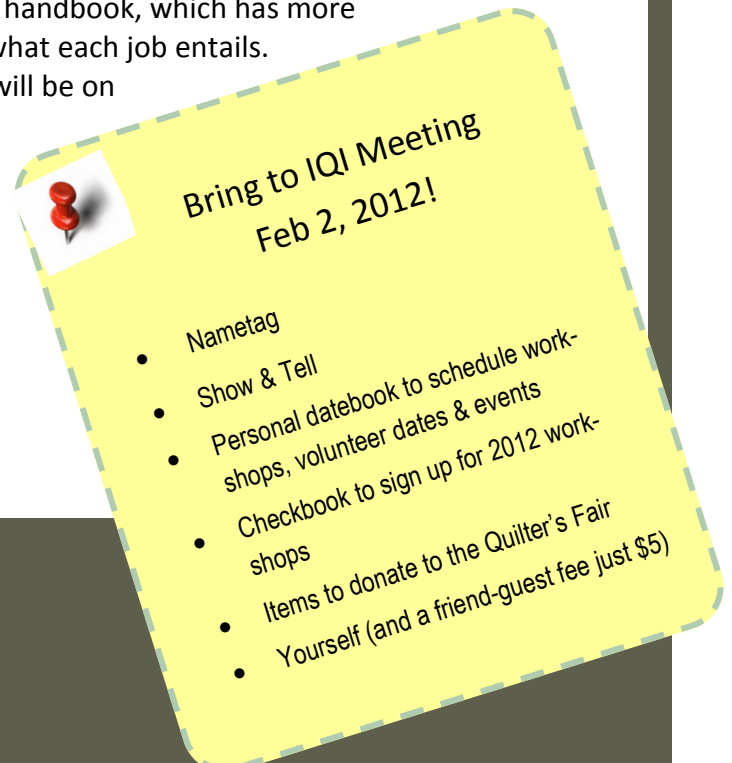 handbook, which has more
what each job entails.
will be on
Bring to IQI Meeting
Feb 2, 2012!
• Nametag
• Show & Tell
• Personal datebook to schedule work-
shops, volunteer dates & events
• Checkbook to sign up for 2012 work-
shops
• Items to donate to the Quilter’s Fair
• Yourself (and a friend-guest fee just $5)